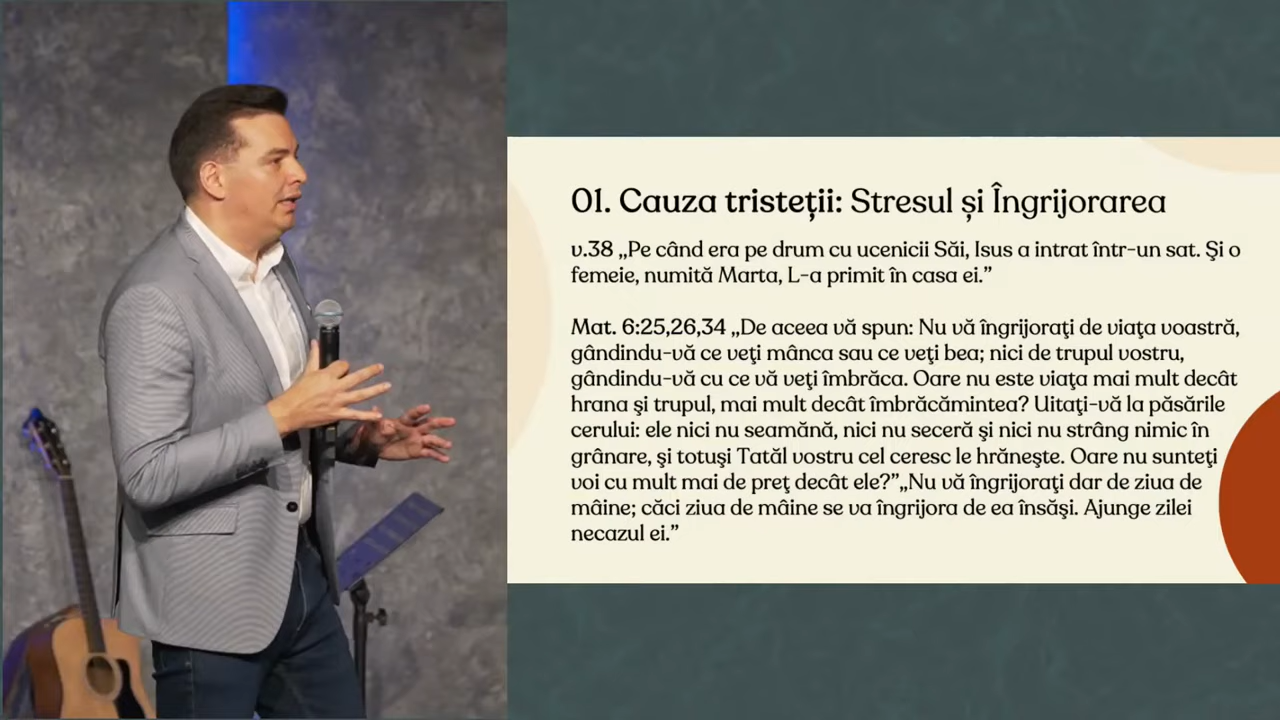 01. Cauza tristeții: Stresul și Îngrijorarea
v.38 „Pe când era pe drum cu ucenicii Săi, Isus a intrat într-un sat. Şi o
femeie, numită Marta, L-a primit în casa ei.”
Mat. 6:25,26,34 „De aceea vă spun: Nu vă îngrijoraţi de viaţa voastră,
gândindu-vă ce veţi mânca sau ce veţi bea; nici de trupul vostru,
gândindu-vă cu ce vă veţi îmbrăca. Oare nu este viaţa mai mult decât
hrana şi trupul, mai mult decât îmbrăcămintea? Uitaţi-vă la păsările
cerului: ele nici nu seamănă, nici nu seceră şi nici nu strâng nimic în
grânare, şi totuşi Tatăl vostru cel ceresc le hrăneşte. Oare nu sunteţi
voi cu mult mai de preţ decât ele?”„Nu vă îngrijoraţi dar de ziua de
mâine; căci ziua de mâine se va îngrijora de ea însăşi. Ajunge zilei
necazul ei.”